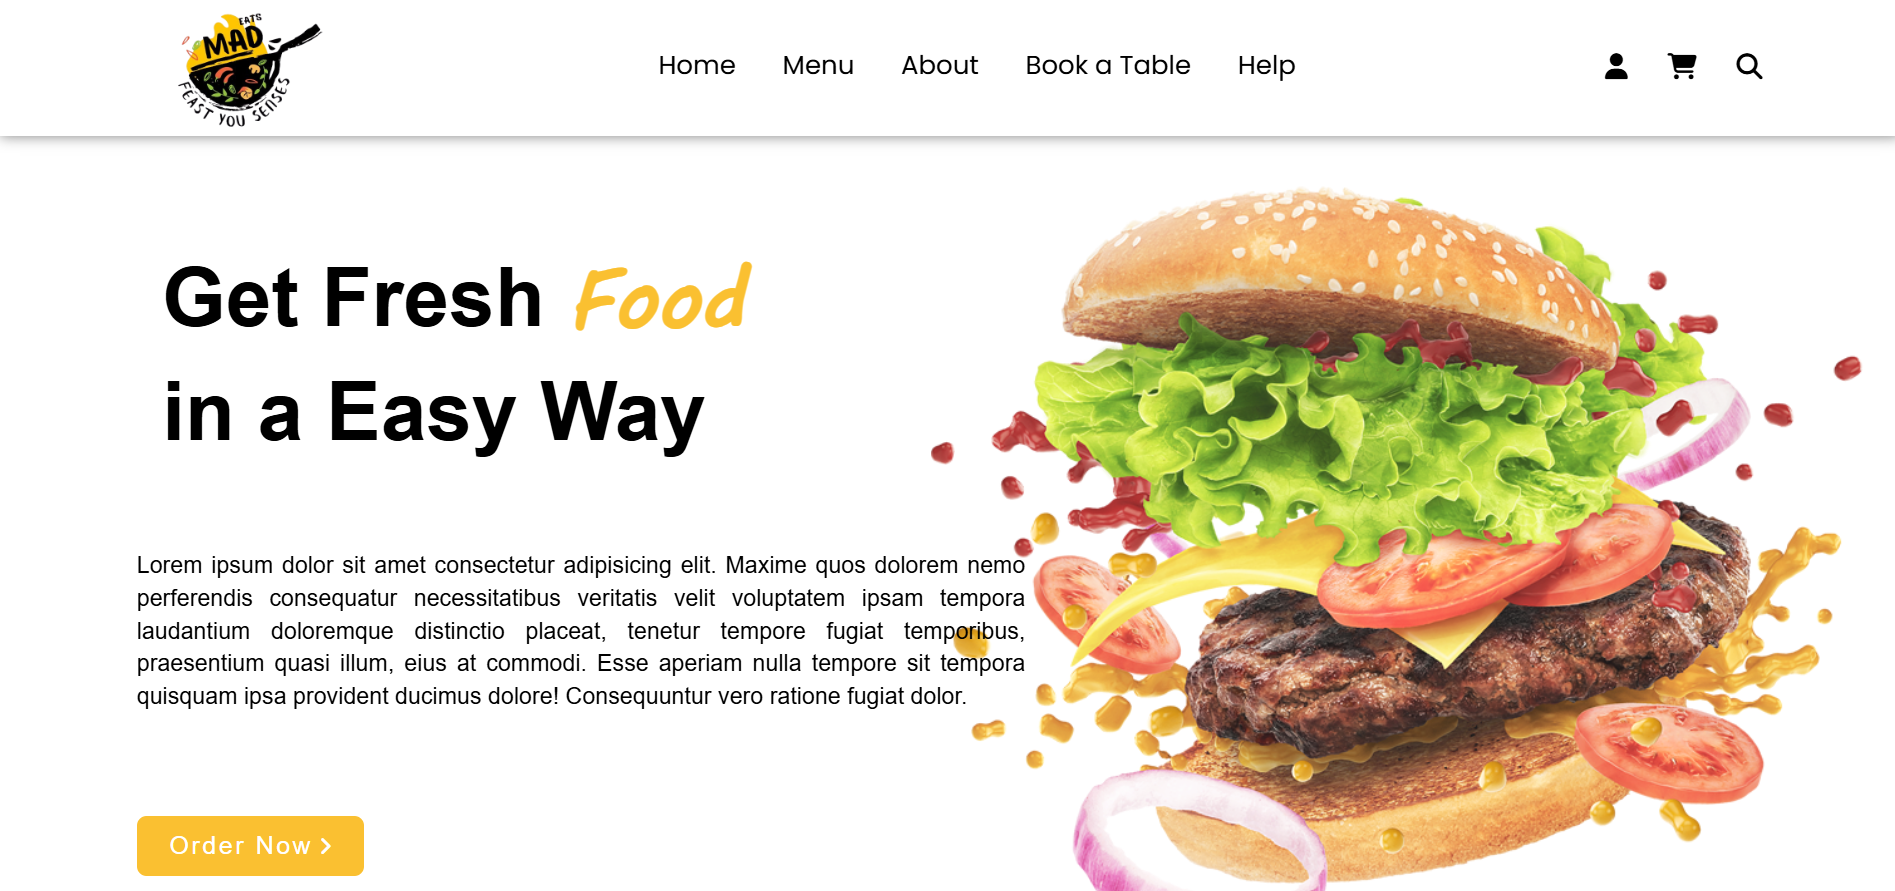 EATS
MAD
FEAST YOU SENSES
Home Menu About Book a Table Help
Get Fresh Food
in a Easy Way
Lorem ipsum dolor sit amet consectetur adipisicing elit. Maxime quos dolorem nemo
perferendis consequatur necessitatibus veritatis velit voluptatem ipsam tempora
laudantium doloremque distinctio placeat, tenetur tempore fugiat temporibus,
praesentium quasi illum, eius at commodi. Esse aperiam nulla tempore sit tempora
quisquam ipsa provident ducimus dolore! Consequuntur vero ratione fugiat dolor.
Order Now